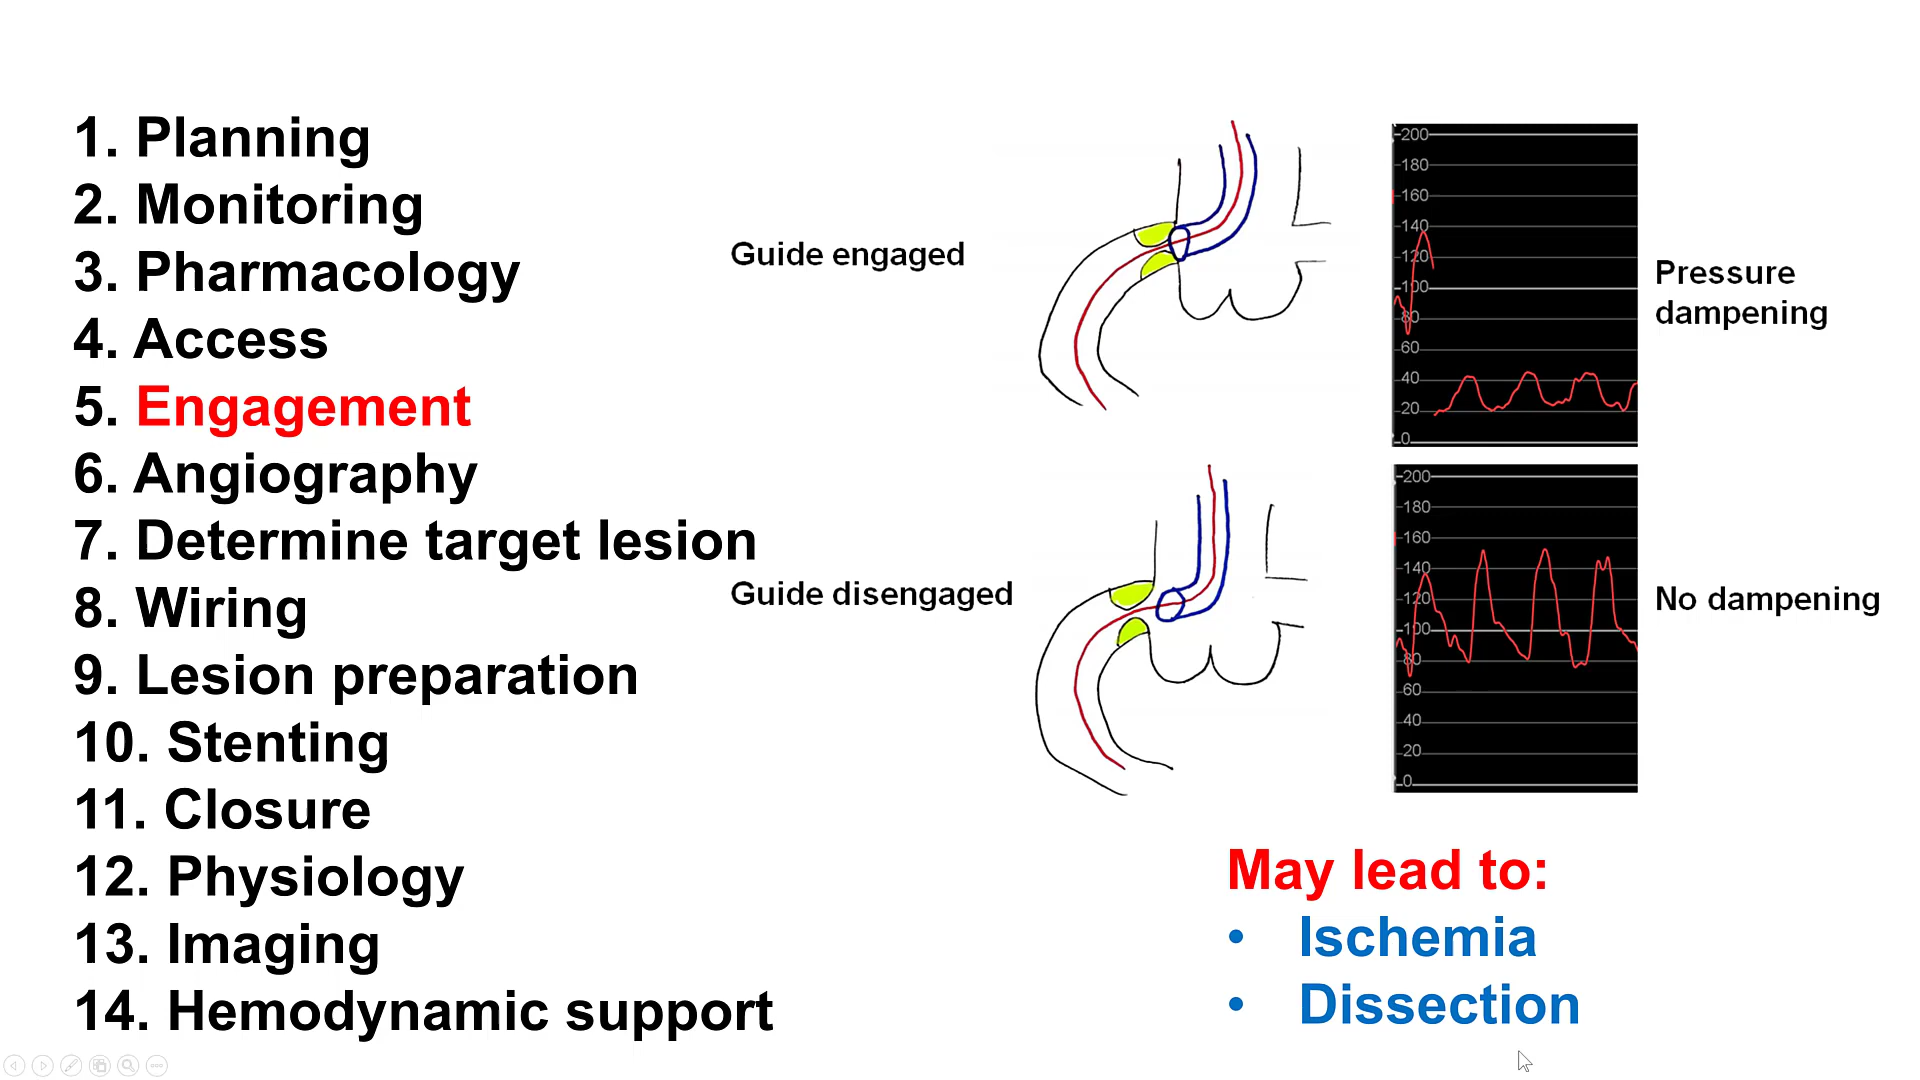 1. Planning
2. Monitoring
3. Pharmacology
4. Access
5. Engagement
6. Angiography
7. Determine target lesion
8. Wiring
9. Lesion preparation
10. Stenting
11. Closure
12. Physiology
13. Imaging
14. Hemodynamic support
Guide engaged
200
180
160
140
120
100
80
60
40
20
0
Pressure
dampening
Guide disengaged
200
180
160
140
120
100
80
60
40
20
0
No dampening
May lead to:
• Ischemia
• Dissection